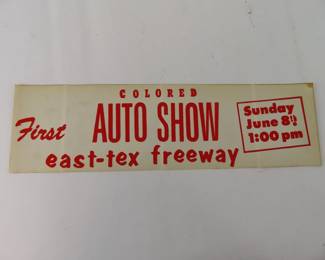 COLORED
First AUTO SHOW
east-tex freeway
Sunday
June 8th
1:00 pm